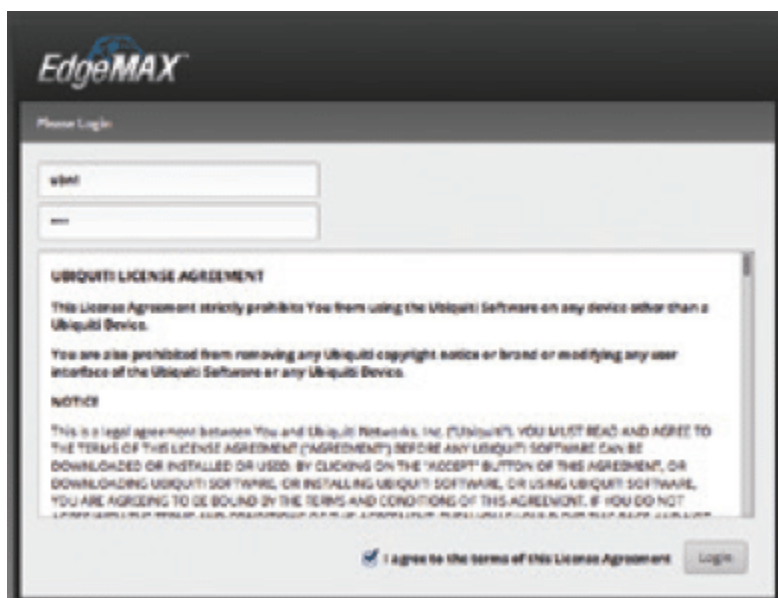 EdgeMAX™
Please Login
ubnt
••••
UBIQUITI LICENSE AGREEMENT
This License Agreement strictly prohibits You from using the Ubiquiti Software on any device other than a
Ubiquiti Device.
You are also prohibited from removing any Ubiquiti copyright notice or brand or modifying any user
interface of the Ubiquiti Software or any Ubiquiti Device.
NOTICE
This is a legal agreement between You and Ubiquiti Networks, Inc. ("Ubiquiti"). YOU MUST READ AND AGREE TO
THE TERMS OF THIS LICENSE AGREEMENT ("AGREEMENT") BEFORE ANY UBIQUITI SOFTWARE CAN BE
DOWNLOADED OR INSTALLED OR USED. BY CLICKING ON THE "ACCEPT" BUTTON OF THIS AGREEMENT, OR
DOWNLOADING UBIQUITI SOFTWARE, OR INSTALLING UBIQUITI SOFTWARE, OR USING UBIQUITI SOFTWARE,
YOU ARE AGREEING TO BE BOUND BY THE TERMS AND CONDITIONS OF THIS AGREEMENT. IF YOU DO NOT
I agree to the terms of this License Agreement Login